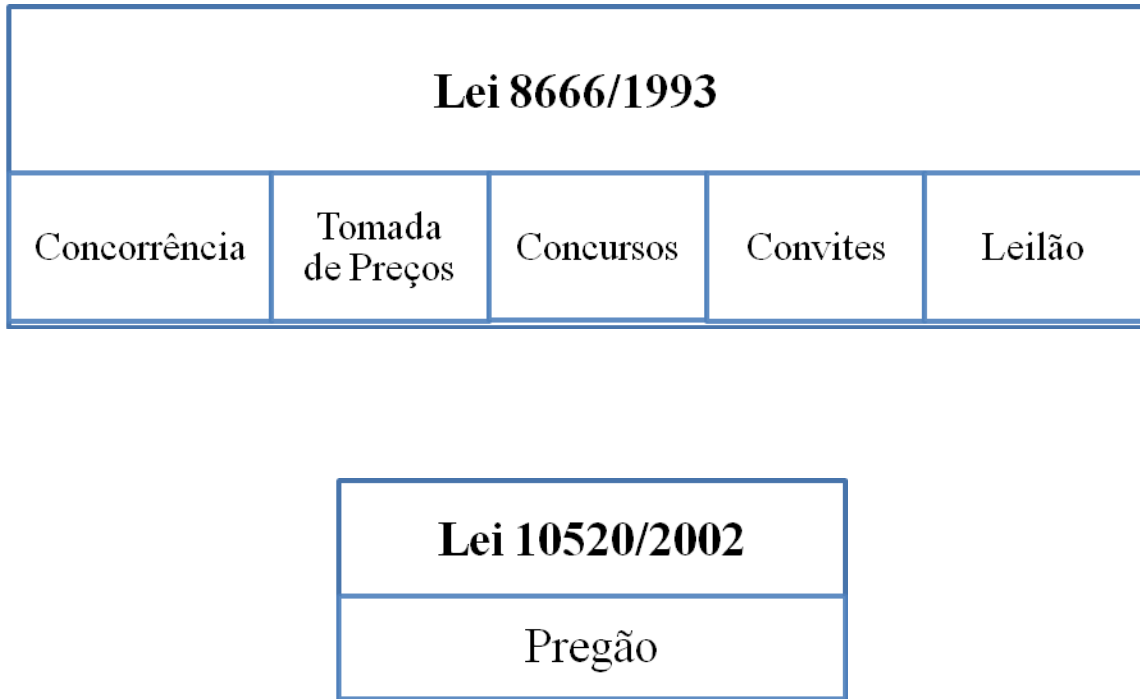 Lei 8666/1993
Concorrência
Tomada
de Preços
Concursos
Convites
Leilão
Lei 10520/2002
Pregão